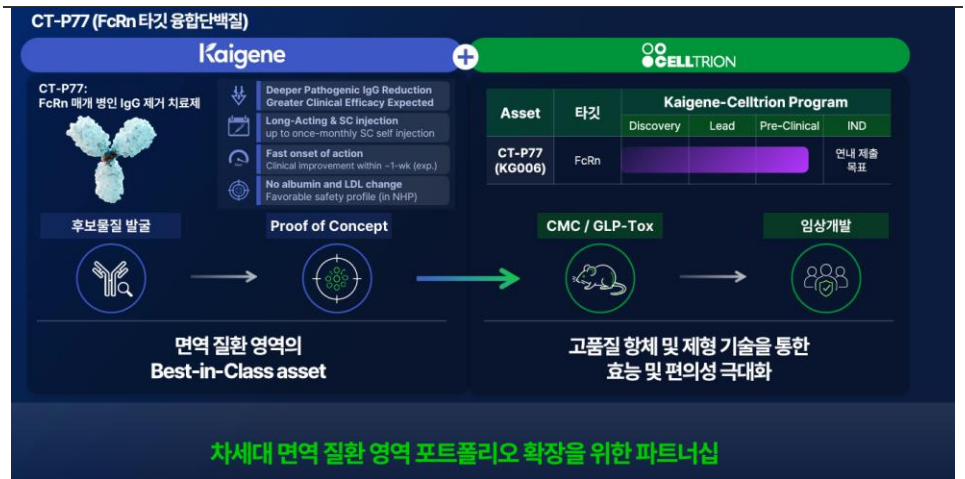 CT-P77 (FcRn 타깃 융합단백질)
Kaigene
CELLTRION
CT-P77:
FcRn 매개 병인 IgG 제거 치료제
Deeper Pathogenic IgG Reduction
Greater Clinical Efficacy Expected
Long-Acting & SC injection
up to once-monthly SC self injection
Fast onset of action
Clinical improvement within ~1-wk (exp.)
No albumin and LDL change
Favorable safety profile (in NHP)
Asset
타깃
Kaigene-Celltrion Program
Discovery
Lead
Pre-Clinical
IND
CT-P77
(KG006)
FcRn
연내 제출
목표
후보물질 발굴
Proof of Concept
CMC / GLP-Tox
임상개발
면역 질환 영역의
Best-in-Class asset
고품질 항체 및 제형 기술을 통한
효능 및 편의성 극대화
차세대 면역 질환 영역 포트폴리오 확장을 위한 파트너십